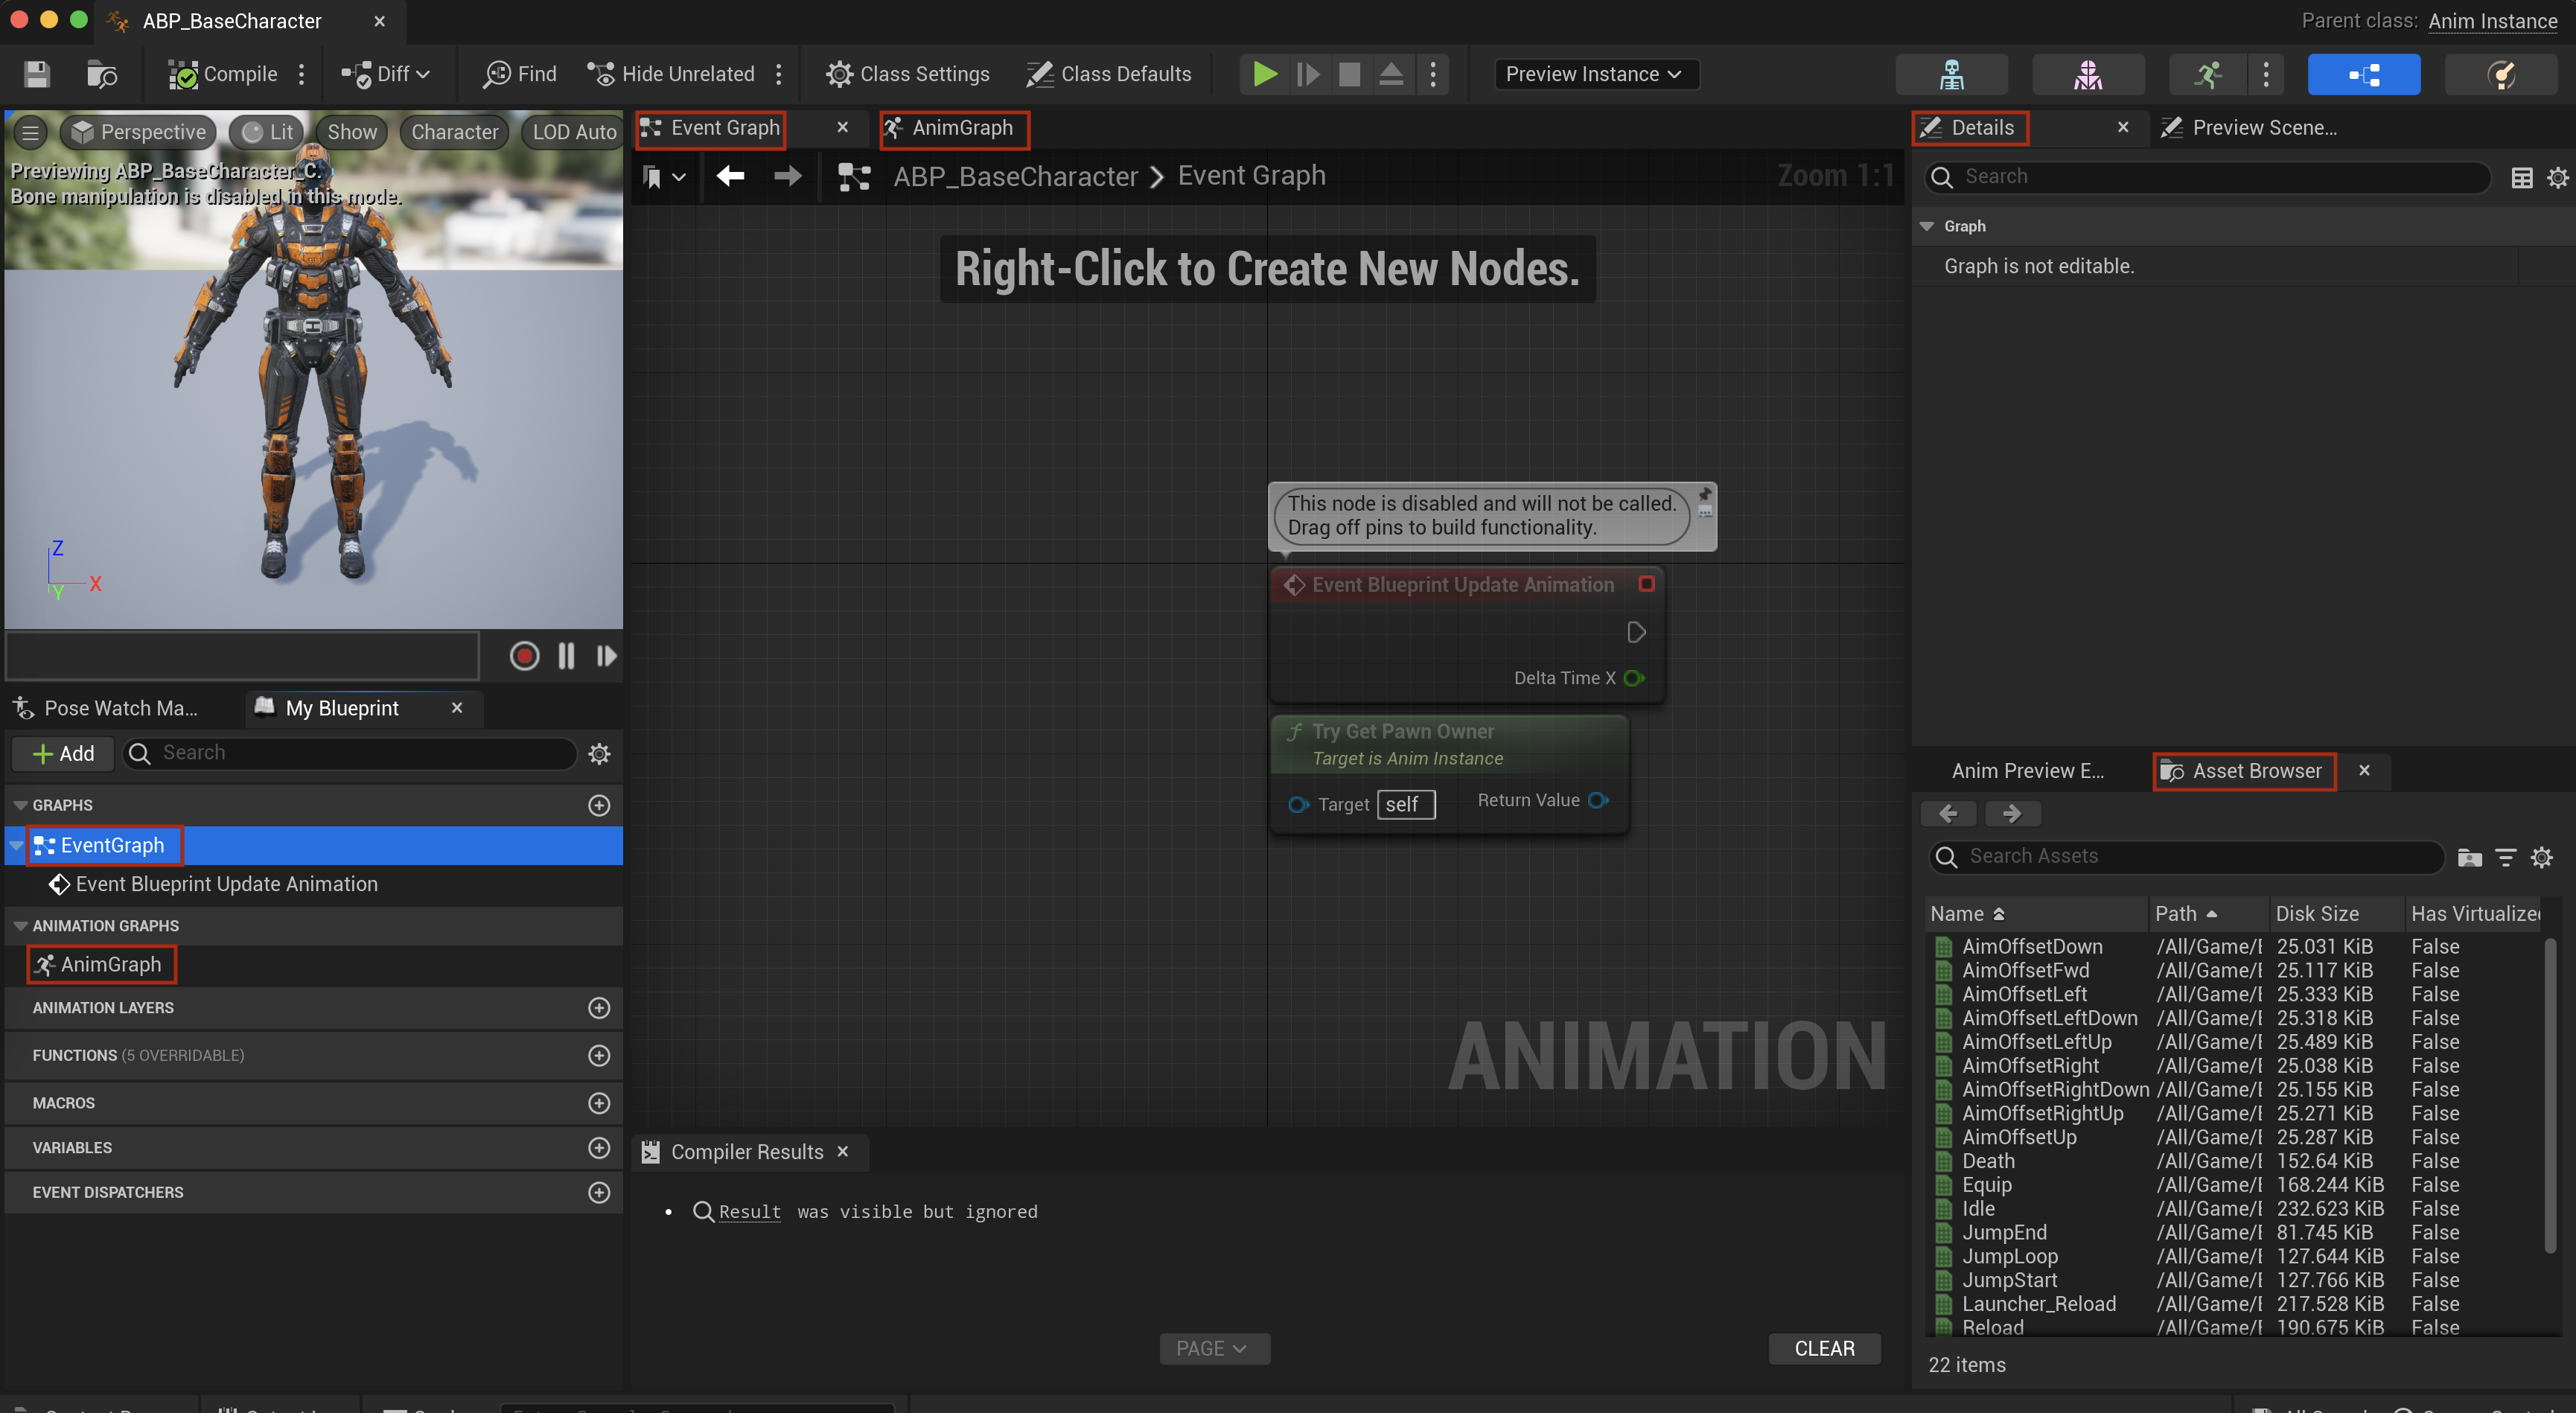 ABP_BaseCharacter
Parent class: Anim Instance
Compile
Diff
Find
Hide Unrelated
Class Settings
Class Defaults
Preview Instance
Perspective
Lit
Show
Character
LOD Auto
Previewing ABP_BaseCharacter_C.
Bone manipulation is disabled in this mode.
Z
X
Y
Pose Watch Ma...
My Blueprint
Add
Search
GRAPHS
EventGraph
Event Blueprint Update Animation
ANIMATION GRAPHS
AnimGraph
ANIMATION LAYERS
FUNCTIONS (5 OVERRIDABLE)
MACROS
VARIABLES
EVENT DISPATCHERS
Event Graph
AnimGraph
ABP_BaseCharacter > Event Graph
Zoom 1:1
Right-Click to Create New Nodes.
This node is disabled and will not be called.
Drag off pins to build functionality.
Event Blueprint Update Animation
Delta Time X
Try Get Pawn Owner
Target is Anim Instance
Target self Return Value
ANIMATION
Compiler Results
Result was visible but ignored
PAGE
CLEAR
Details
Preview Scene...
Search
Graph
Graph is not editable.
Anim Preview E...
Asset Browser
Search Assets
Name Path Disk Size Has Virtualize
AimOffsetDown /All/Game/ 25.031 KiB False
AimOffsetFwd /All/Game/ 25.117 KiB False
AimOffsetLeft /All/Game/ 25.333 KiB False
AimOffsetLeftDown /All/Game/ 25.318 KiB False
AimOffsetLeftUp /All/Game/ 25.489 KiB False
AimOffsetRight /All/Game/ 25.038 KiB False
AimOffsetRightDown /All/Game/ 25.155 KiB False
AimOffsetRightUp /All/Game/ 25.271 KiB False
AimOffsetUp /All/Game/ 25.287 KiB False
Death /All/Game/ 152.64 KiB False
Equip /All/Game/ 168.244 KiB False
Idle /All/Game/ 232.623 KiB False
JumpEnd /All/Game/ 81.745 KiB False
JumpLoop /All/Game/ 127.644 KiB False
JumpStart /All/Game/ 127.766 KiB False
Launcher_Reload /All/Game/ 217.528 KiB False
Reload /All/Game/ 190.675 KiB False
22 items